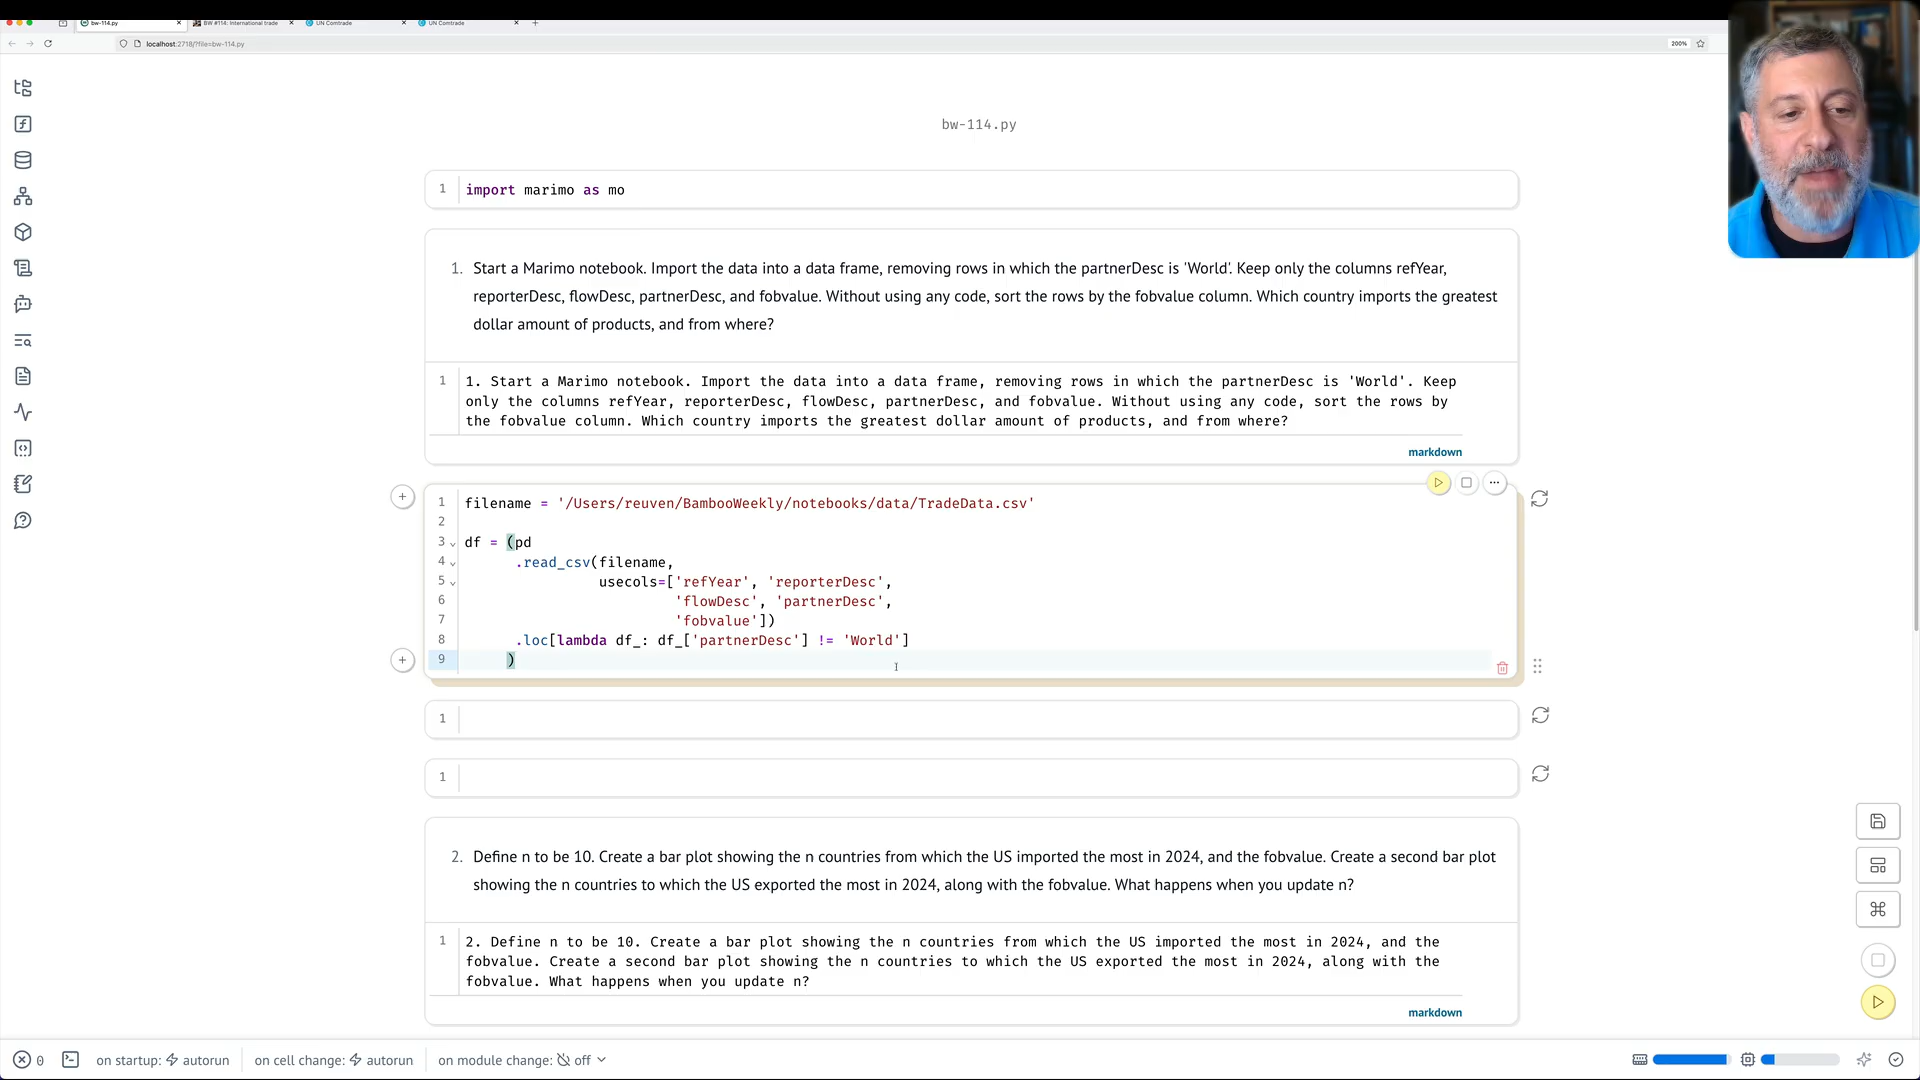 bw-114.py
BW #114: International trade
UN Comtrade
UN Comtrade
localhost:2718/?file=bw-114.py
200%
bw-114.py
1 import marimo as mo
1. Start a Marimo notebook. Import the data into a data frame, removing rows in which the partnerDesc is 'World'. Keep only the columns refYear,
reporterDesc, flowDesc, partnerDesc, and fobvalue. Without using any code, sort the rows by the fobvalue column. Which country imports the greatest
dollar amount of products, and from where?
1 1. Start a Marimo notebook. Import the data into a data frame, removing rows in which the partnerDesc is 'World'. Keep
only the columns refYear, reporterDesc, flowDesc, partnerDesc, and fobvalue. Without using any code, sort the rows by
the fobvalue column. Which country imports the greatest dollar amount of products, and from where?
markdown
1 filename = '/Users/reuven/BambooWeekly/notebooks/data/TradeData.csv'
2
3 df = (pd
4 .read_csv(filename,
5 usecols=['refYear', 'reporterDesc',
6 'flowDesc', 'partnerDesc',
7 'fobvalue'])
8 .loc[lambda df_: df_['partnerDesc'] != 'World']
9 )
1
1
2. Define n to be 10. Create a bar plot showing the n countries from which the US imported the most in 2024, and the fobvalue. Create a second bar plot
showing the n countries to which the US exported the most in 2024, along with the fobvalue. What happens when you update n?
1 2. Define n to be 10. Create a bar plot showing the n countries from which the US imported the most in 2024, and the
fobvalue. Create a second bar plot showing the n countries to which the US exported the most in 2024, along with the
fobvalue. What happens when you update n?
markdown
0 on startup: autorun on cell change: autorun on module change: off